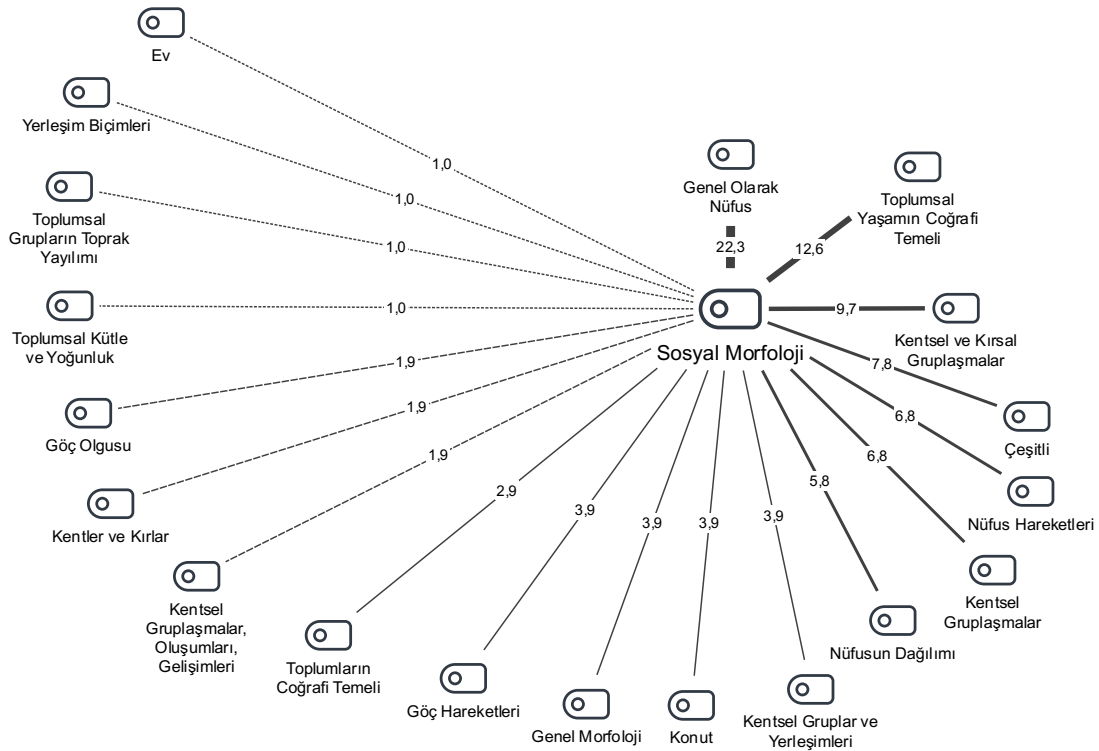 Ev
Yerleşim Biçimleri
Toplumsal
Grupların Toprak
Yayılımı
Toplumsal Kütle
ve Yoğunluk
Göç Olgusu
Kentler ve Kırlar
Kentsel
Gruplaşmalar,
Oluşumları,
Gelişimleri
Toplumların
Coğrafi Temeli
Göç Hareketleri
Genel Morfoloji
Konut
Kentsel Gruplar ve
Yerleşimleri
Nüfusun Dağılımı
Kentsel
Gruplaşmalar
Nüfus Hareketleri
Çeşitli
Kentsel ve Kırsal
Gruplaşmalar
Toplumsal
Yaşamın Coğrafi
Temeli
Genel Olarak
Nüfus
Sosyal Morfoloji
1,0
1,0
1,0
1,0
1,9
1,9
1,9
2,9
3,9
3,9
3,9
3,9
5,8
6,8
6,8
7,8
9,7
12,6
22,3